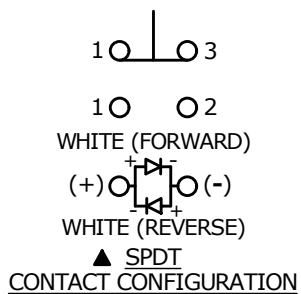 1 3
1 2
WHITE (FORWARD)
+ -
(+) (-)
- +
WHITE (REVERSE)
▲ SPDT
CONTACT CONFIGURATION